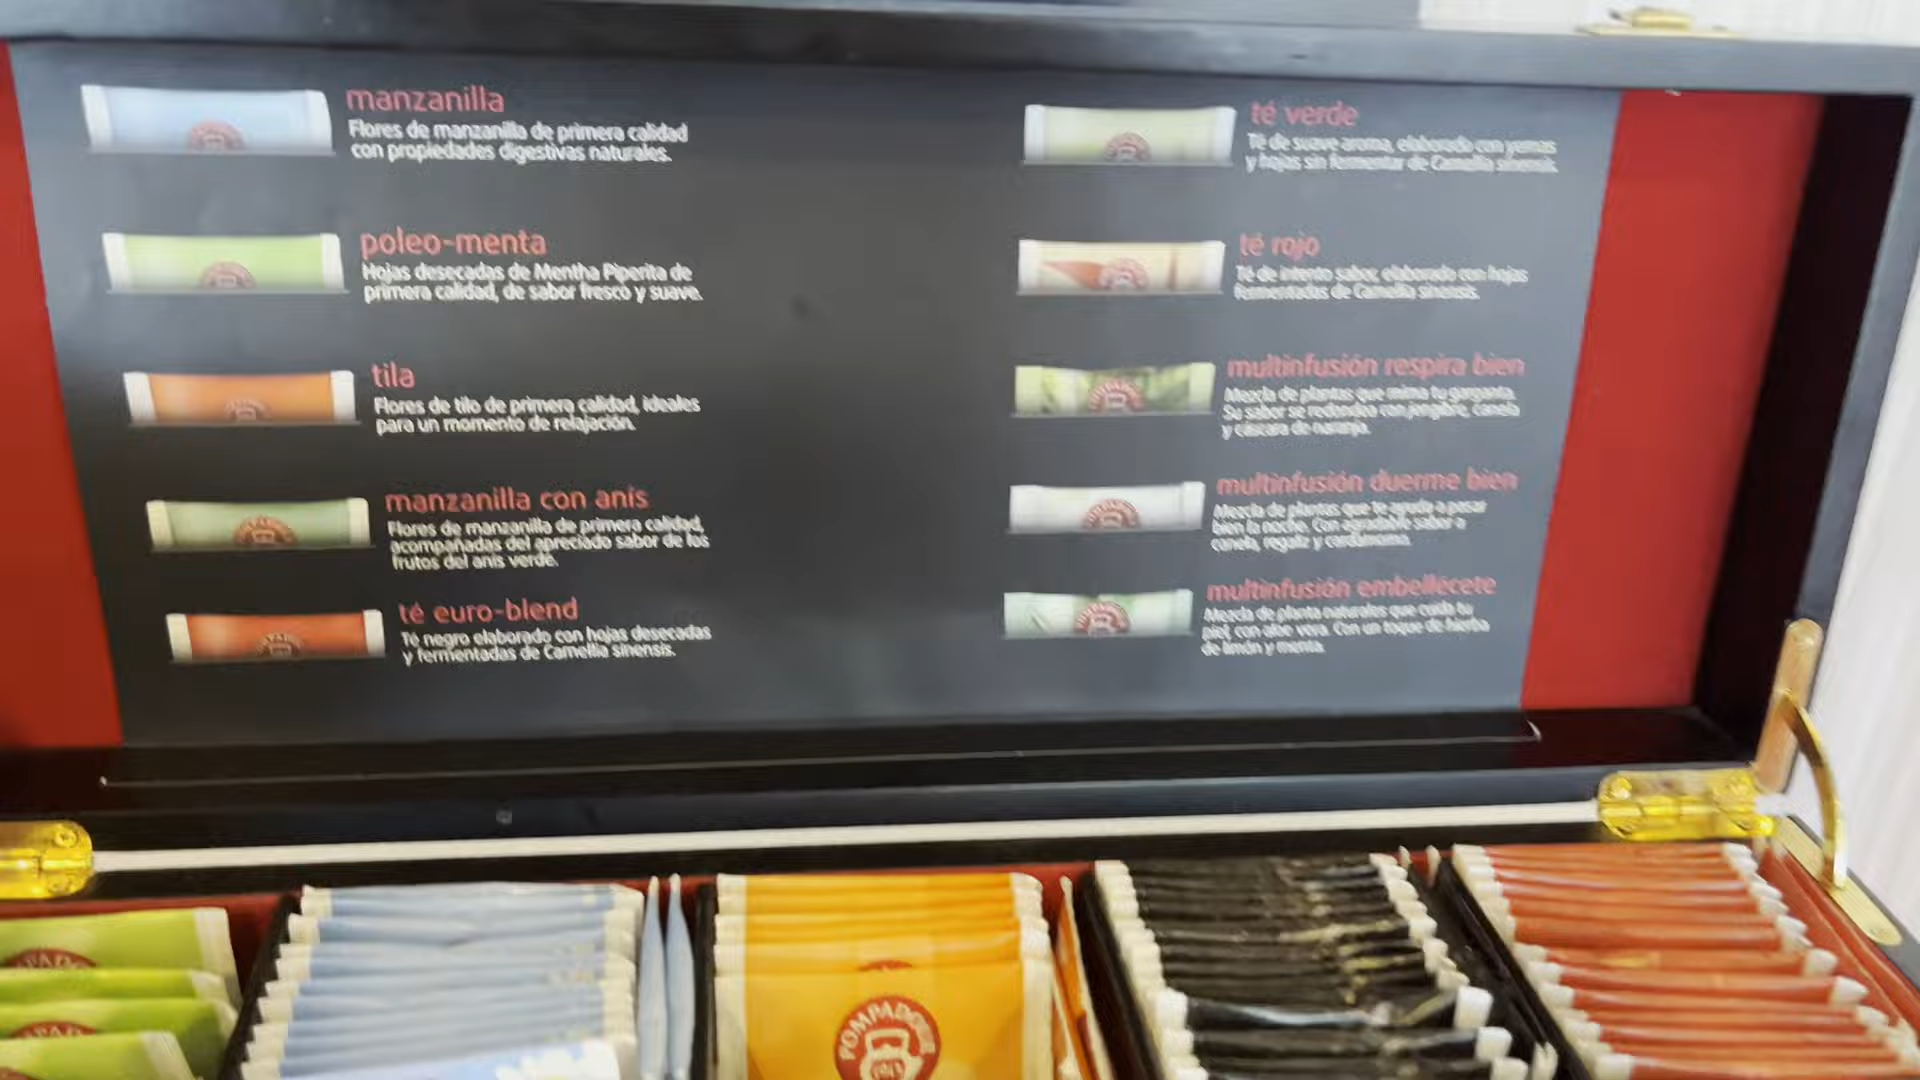 manzanilla
Flores de manzanilla de primera calidad
con propiedades digestivas naturales.
poleo-menta
Hojas desecadas de Mentha Piperita de
primera calidad, de sabor fresco y suave.
tila
Flores de tilo de primera calidad, ideales
para un momento de relajación.
manzanilla con anís
Flores de manzanilla de primera calidad,
acompañadas del apreciado sabor de los
frutos del anís verde.
té euro-blend
Té negro elaborado con hojas desecadas
y fermentadas de Camellia sinensis.
té verde
Té de suave aroma, elaborado con yemas
y hojas sin fermentar de Camellia sinensis.
té rojo
Té de intento sabor, elaborado con hojas
fermentadas de Camellia sinensis.
multinfusión respira bien
Mezcla de plantas que mima tu garganta.
Su sabor se redondea con jengibre, canela
y cáscara de naranja.
multinfusión duerme bien
Mezcla de plantas que te ayuda a pasar
bien la noche. Con agradable sabor a
canela, regaliz y cardamomo.
multinfusión embellécete
Mezcla de planta naturales que cuida tu
piel, con aloe vera. Con un toque de hierba
de limón y menta.
POMPADOUR